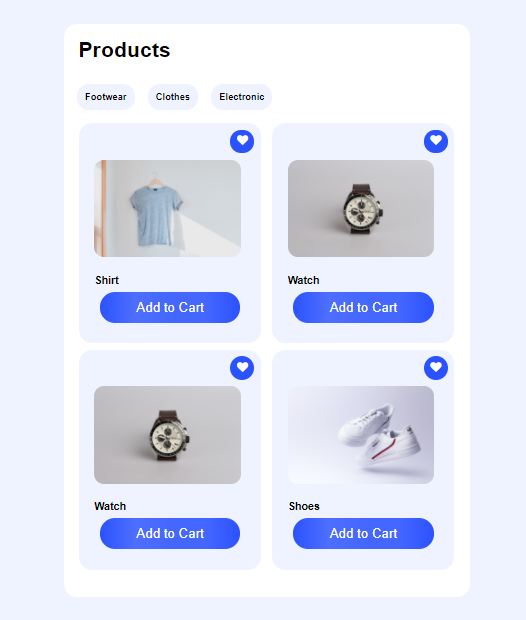 Products
Footwear Clothes Electronic
Shirt Watch
Add to Cart Add to Cart
Watch Shoes
Add to Cart Add to Cart